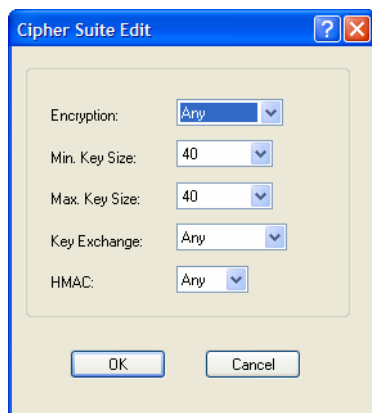 Cipher Suite Edit
Encryption: Any
Min. Key Size: 40
Max. Key Size: 40
Key Exchange: Any
HMAC: Any
OK Cancel